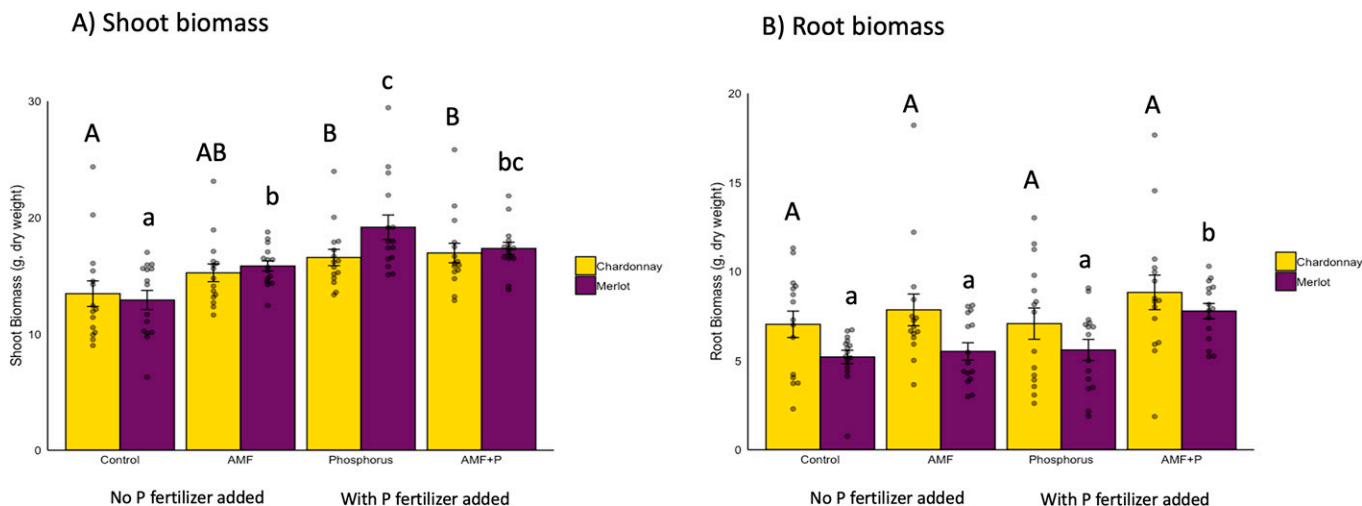 A) Shoot biomass
Shoot Biomass (g, dry weight)
30
20
10
0
A
a
AB
b
B
c
B
bc
Control
AMF
Phosphorus
AMF+P
No P fertilizer added
With P fertilizer added
Chardonnay
Merlot
B) Root biomass
Root Biomass (g, dry weight)
20
15
10
5
0
A
a
A
a
A
a
A
b
Control
AMF
Phosphorus
AMF+P
No P fertilizer added
With P fertilizer added
Chardonnay
Merlot